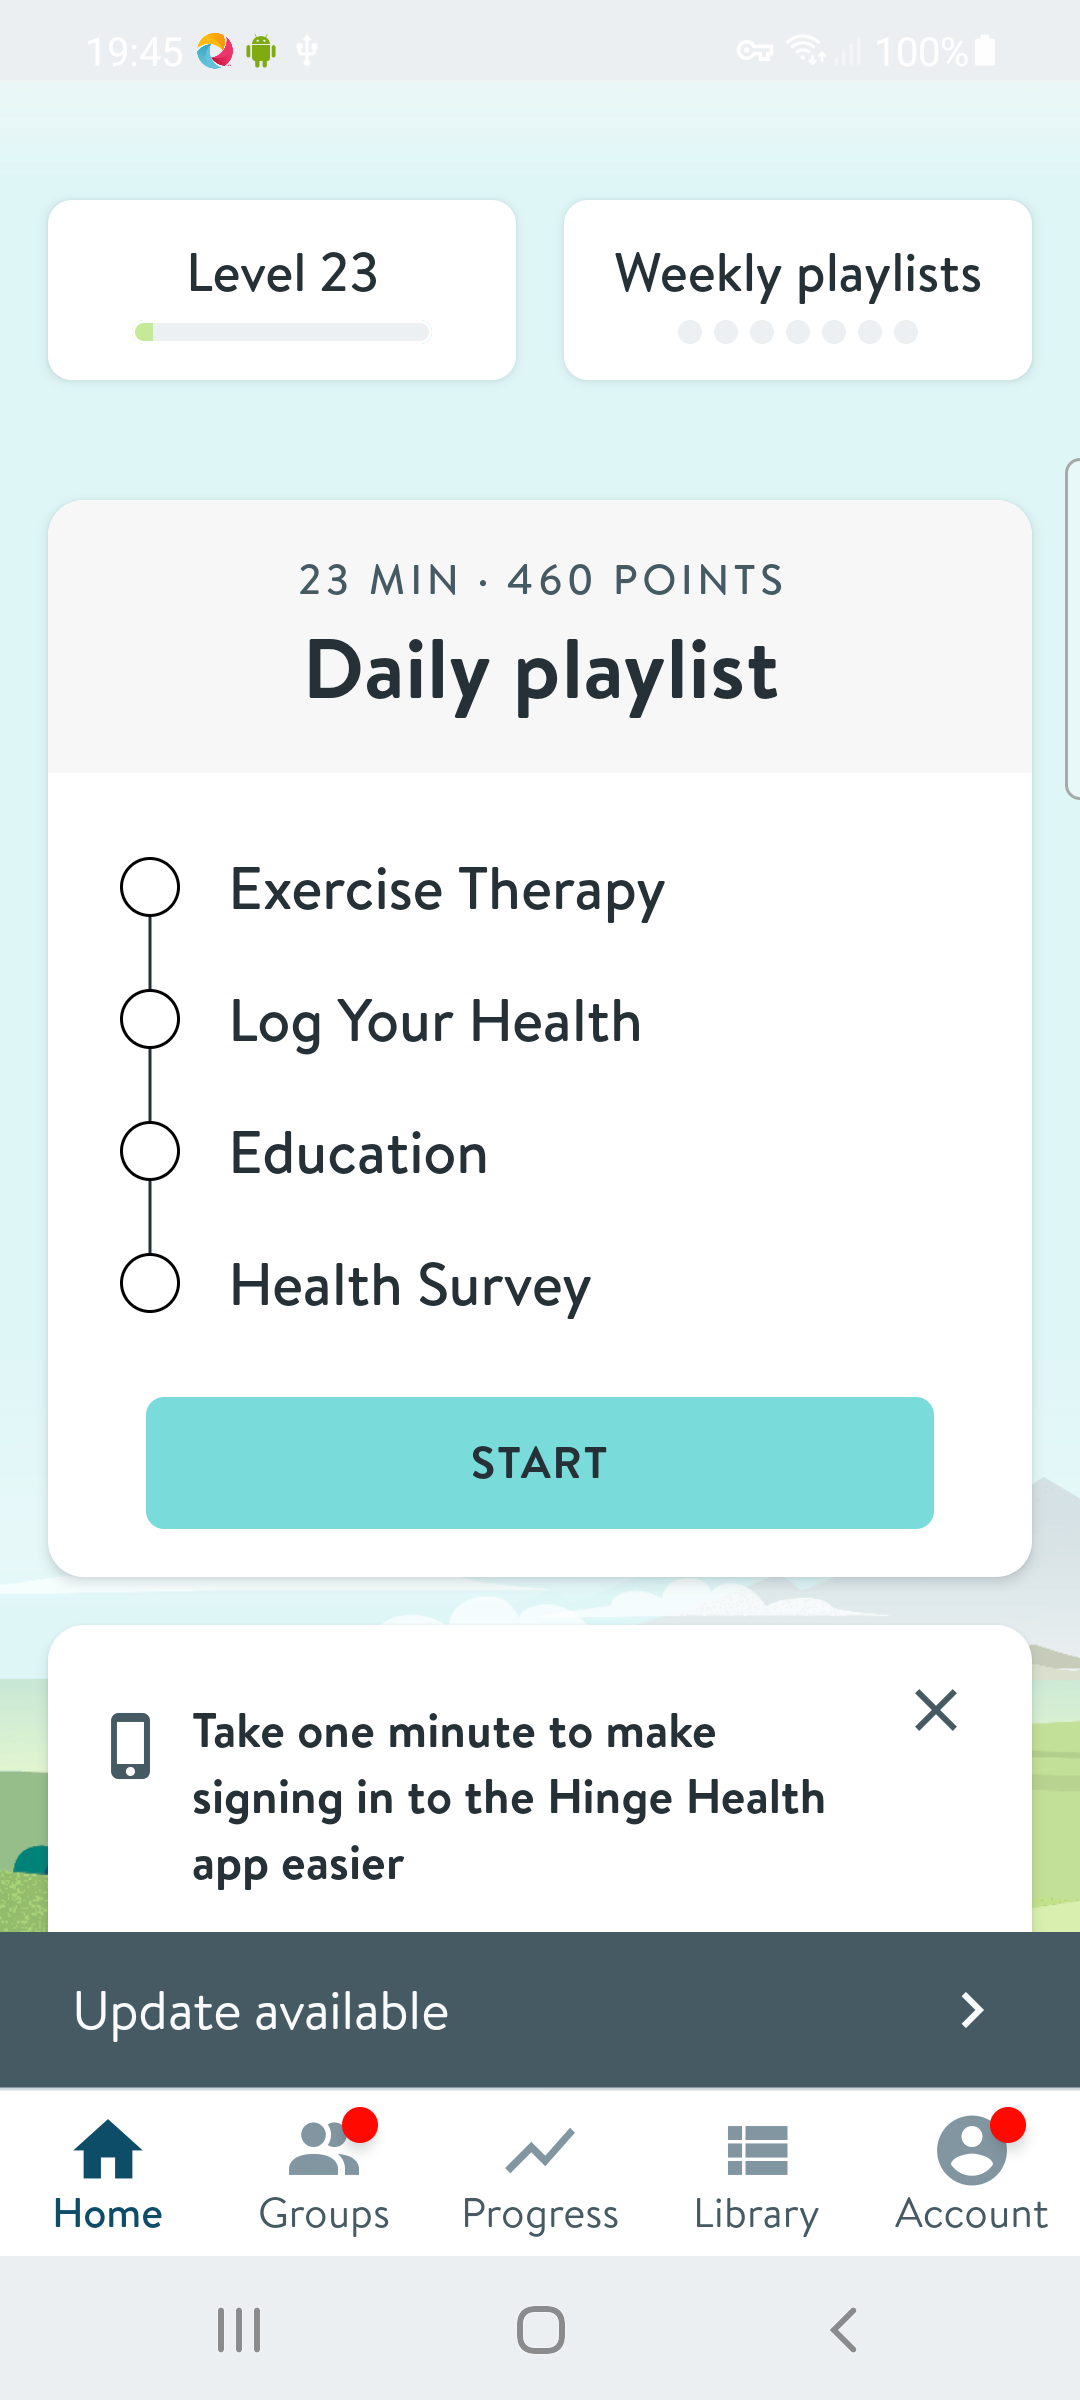 19:45
100%
Level 23
Weekly playlists
23 MIN · 460 POINTS
Daily playlist
Exercise Therapy
Log Your Health
Education
Health Survey
START
Take one minute to make
signing in to the Hinge Health
app easier
Update available
Home
Groups
Progress
Library
Account